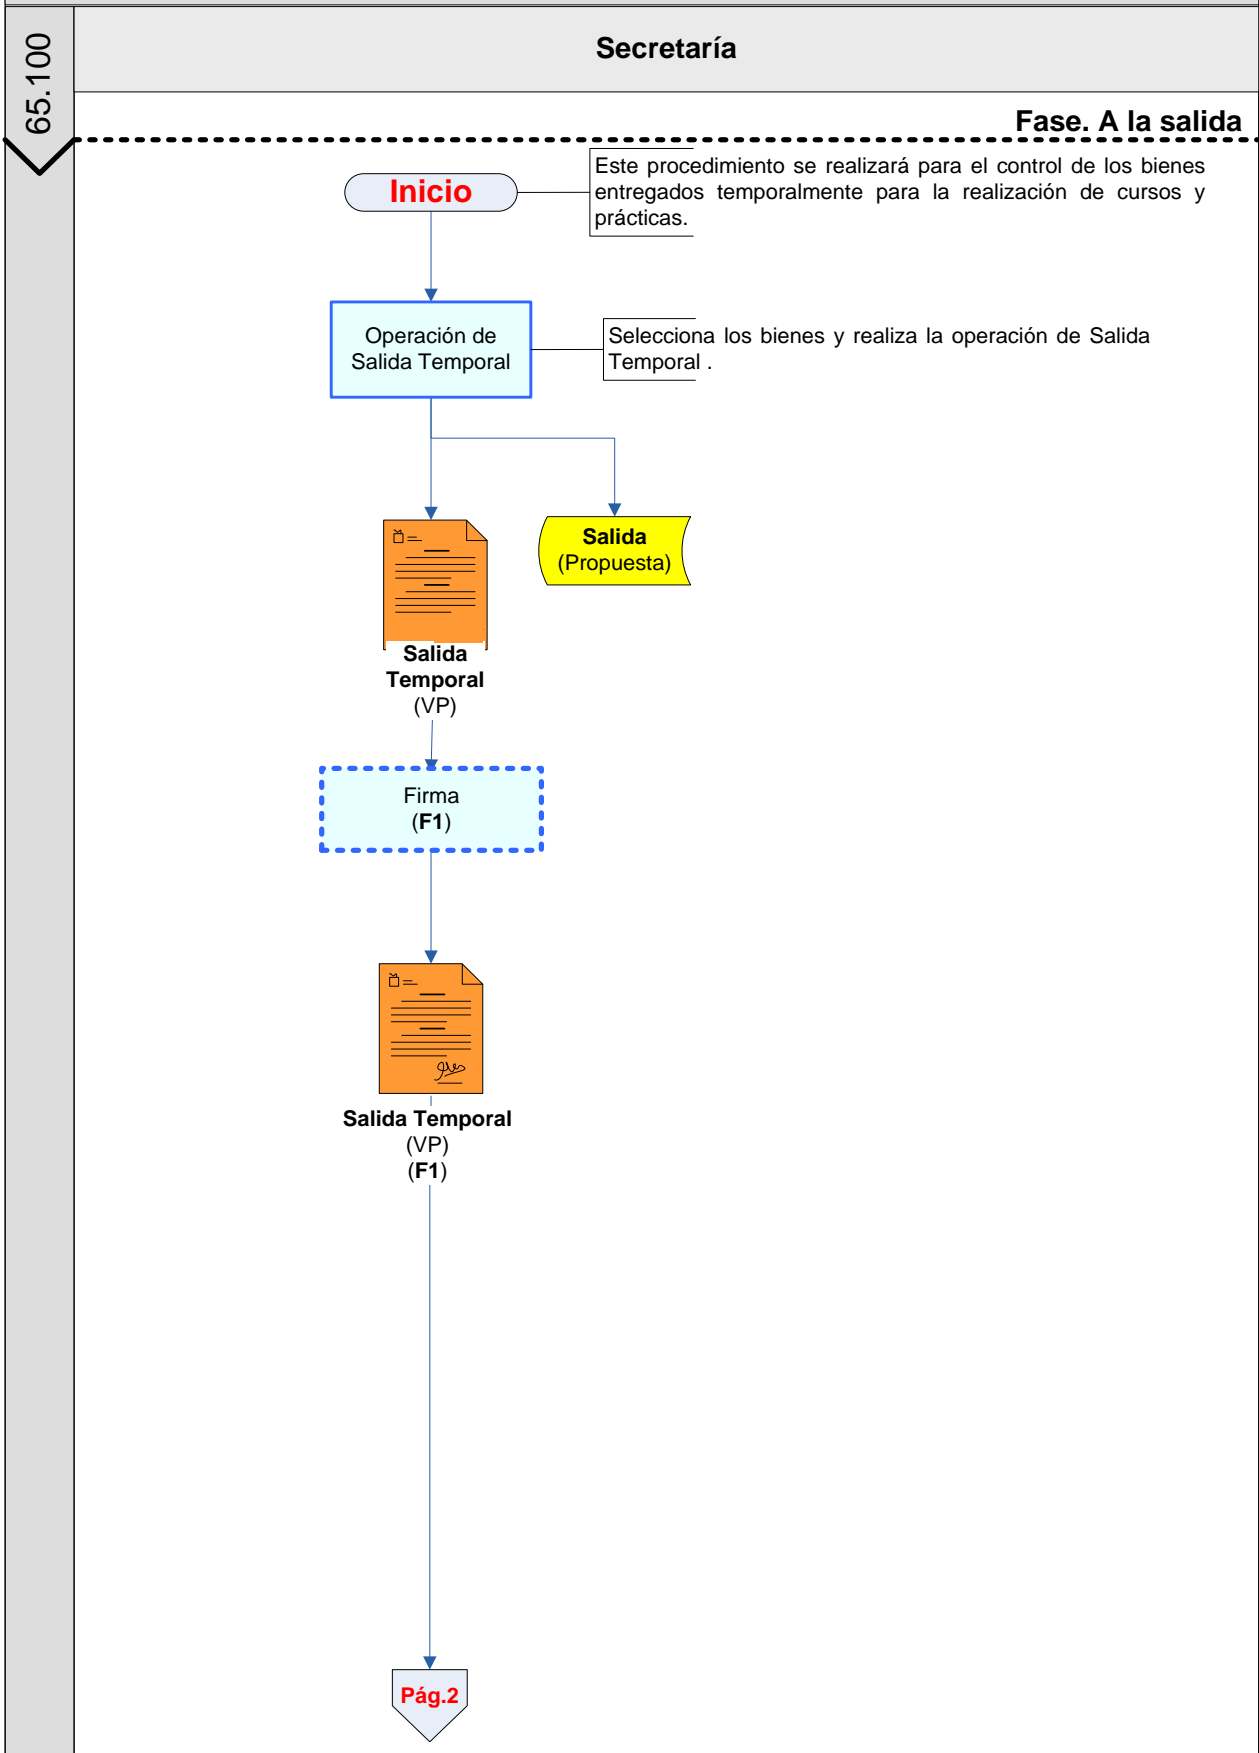 65.100
Secretaría
Fase. A la salida
Inicio
Este procedimiento se realizará para el control de los bienes
entregados temporalmente para la realización de cursos y
prácticas.
Operación de
Salida Temporal
Selecciona los bienes y realiza la operación de Salida
Temporal .
Salida
(Propuesta)
Salida
Temporal
(VP)
Firma
(F1)
Salida Temporal
(VP)
(F1)
Pág.2